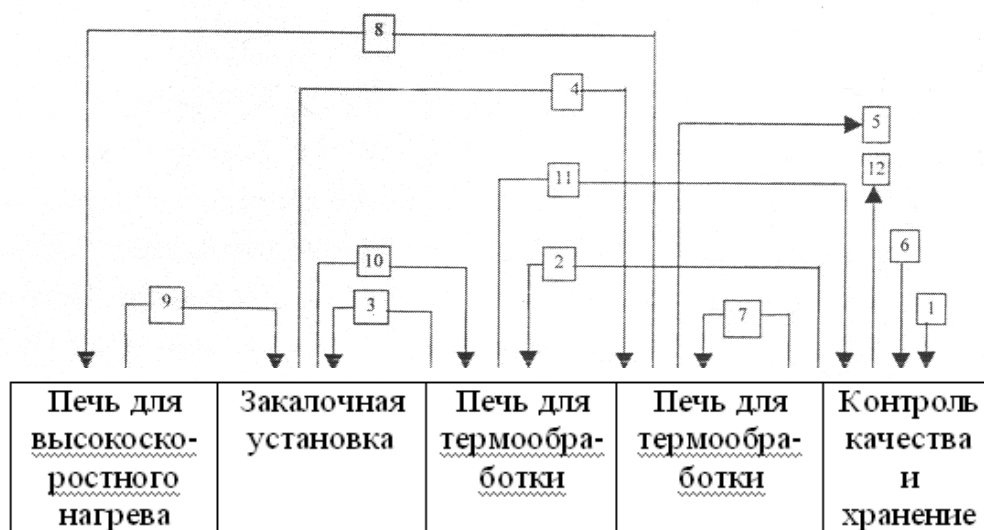 8
4
5
11
12
10
2
6
9
3
7
1
Печь для
высокоско-
ростного
нагрева
Закалочная
установка
Печь для
термообра-
ботки
Печь для
термообра-
ботки
Контроль
качества
и
хранение